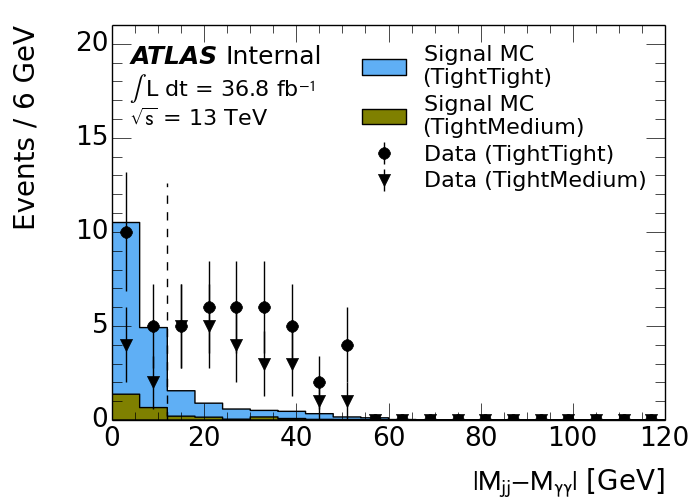 ATLAS Internal
∫L dt = 36.8 fb⁻¹
√s = 13 TeV
Signal MC
(TightTight)
Signal MC
(TightMedium)
Data (TightTight)
Data (TightMedium)
Events / 6 GeV
20
15
10
5
0
0 20 40 60 80 100 120
|Mjj−Mγγ| [GeV]